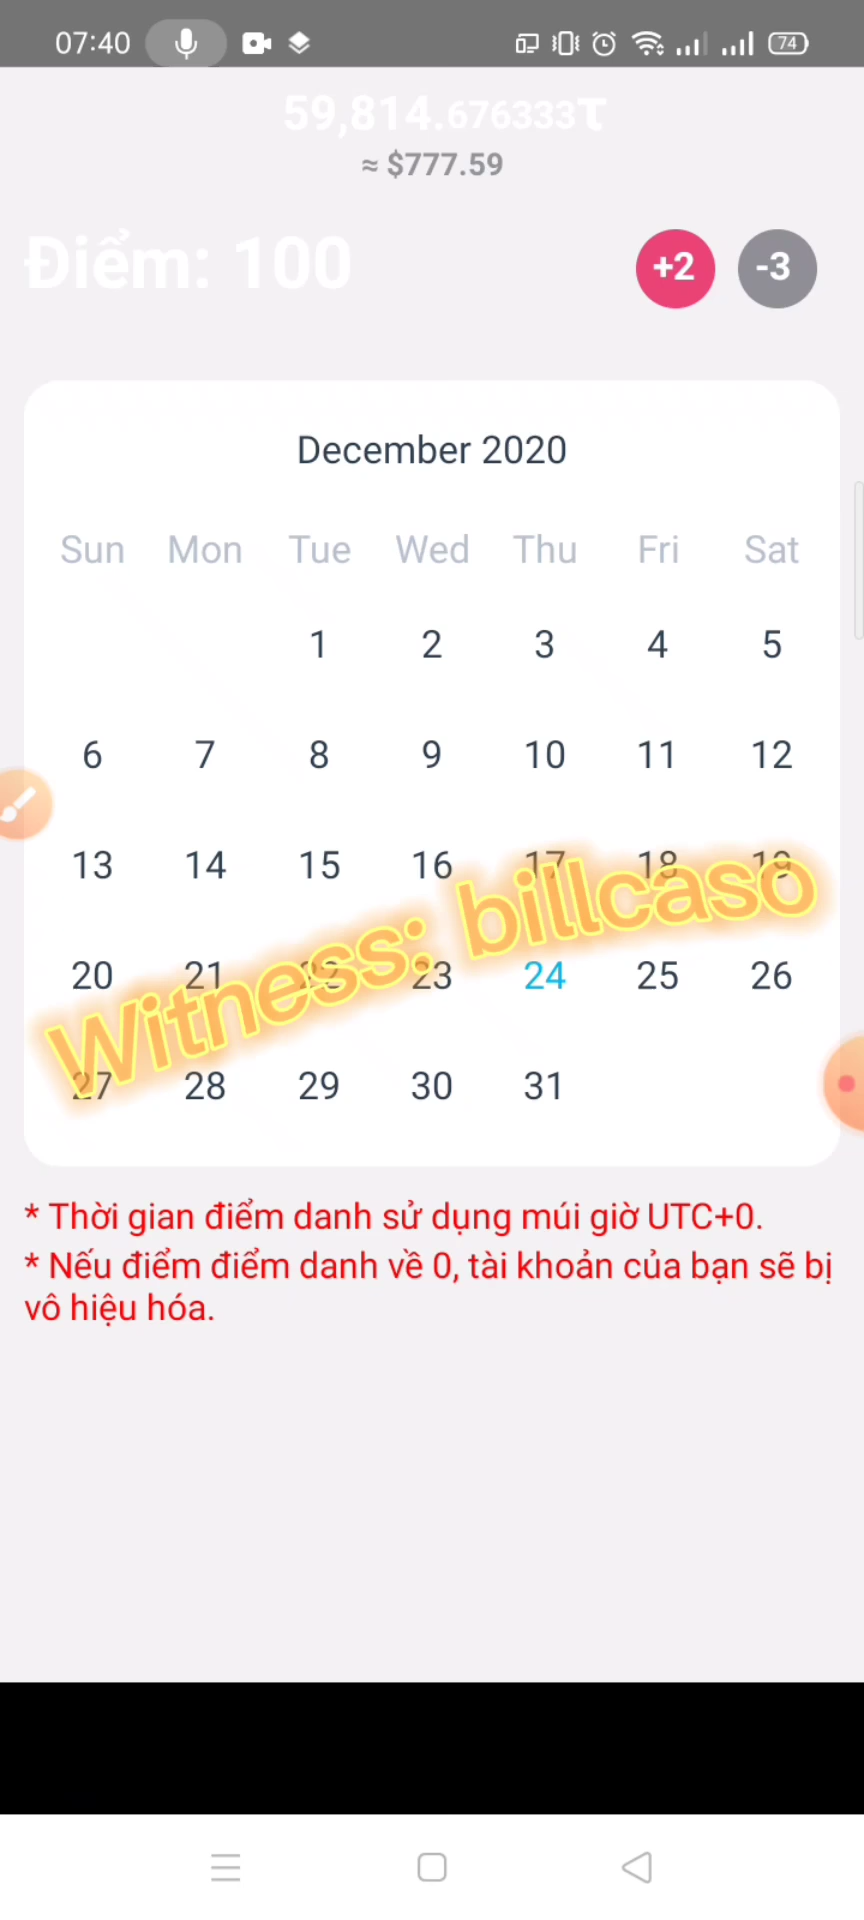 07:40
74
59,814.676333τ
≈ $777.59
Điểm: 100
+2 -3
December 2020
Sun Mon Tue Wed Thu Fri Sat
1 2 3 4 5
6 7 8 9 10 11 12
13 14 15 16 17 18 19
20 21 22 23 24 25 26
27 28 29 30 31
Witness: billcaso
* Thời gian điểm danh sử dụng múi giờ UTC+0.
* Nếu điểm điểm danh về 0, tài khoản của bạn sẽ bị
vô hiệu hóa.